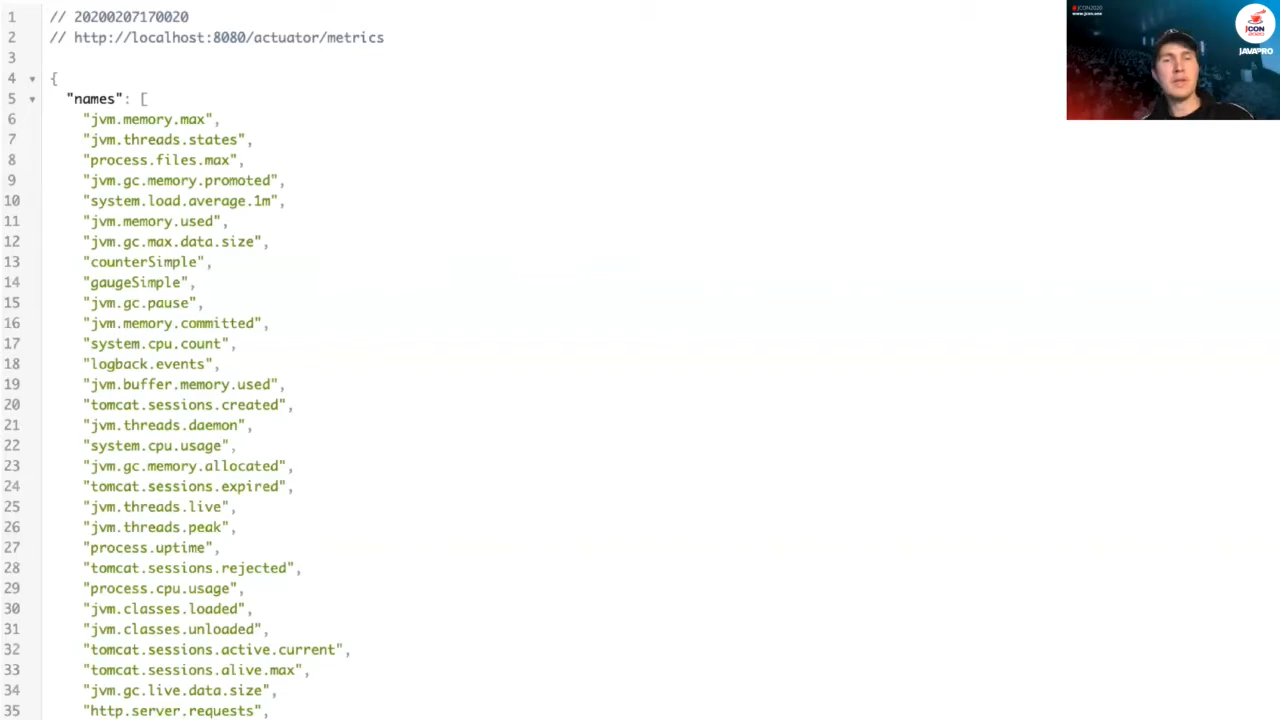 1 // 20200207170020
2 // http://localhost:8080/actuator/metrics
3
4 {
5 "names": [
6 "jvm.memory.max",
7 "jvm.threads.states",
8 "process.files.max",
9 "jvm.gc.memory.promoted",
10 "system.load.average.1m",
11 "jvm.memory.used",
12 "jvm.gc.max.data.size",
13 "counterSimple",
14 "gaugeSimple",
15 "jvm.gc.pause",
16 "jvm.memory.committed",
17 "system.cpu.count",
18 "logback.events",
19 "jvm.buffer.memory.used",
20 "tomcat.sessions.created",
21 "jvm.threads.daemon",
22 "system.cpu.usage",
23 "jvm.gc.memory.allocated",
24 "tomcat.sessions.expired",
25 "jvm.threads.live",
26 "jvm.threads.peak",
27 "process.uptime",
28 "tomcat.sessions.rejected",
29 "process.cpu.usage",
30 "jvm.classes.loaded",
31 "jvm.classes.unloaded",
32 "tomcat.sessions.active.current",
33 "tomcat.sessions.alive.max",
34 "jvm.gc.live.data.size",
35 "http.server.requests",
JCON2020
www.jcon.one
JCON
2020
JAVAPRO